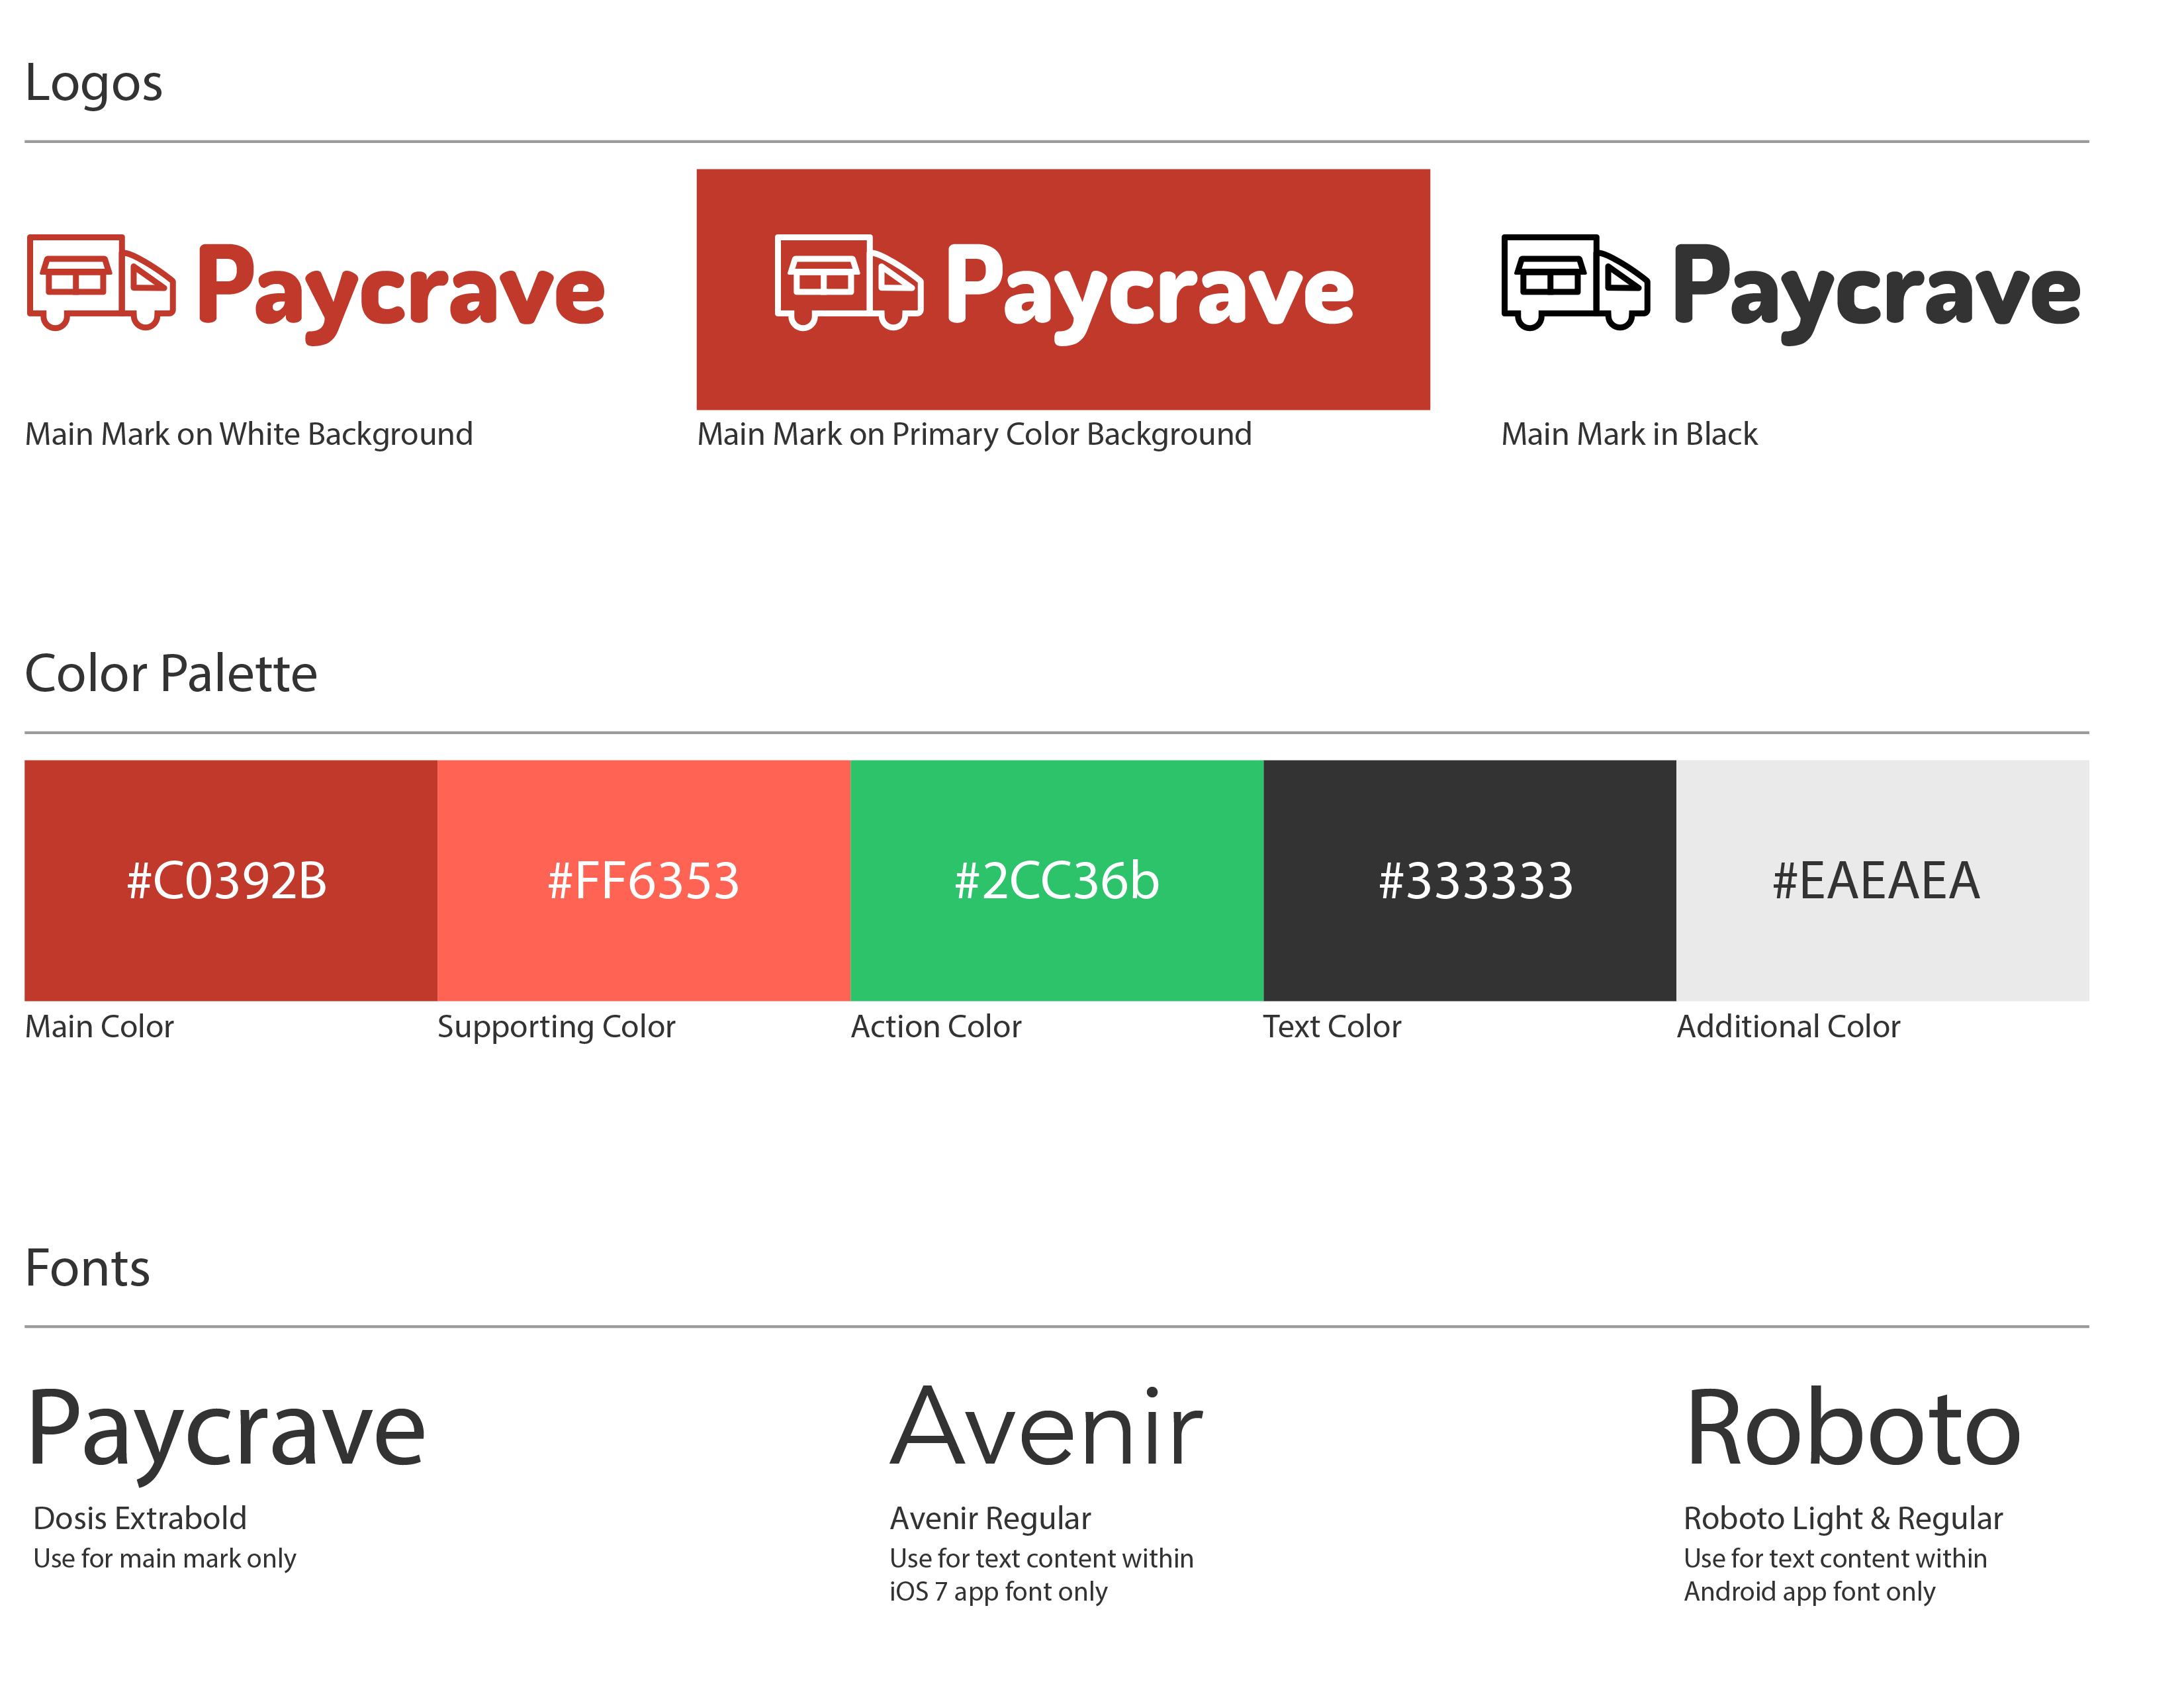 Logos
Paycrave
Paycrave
Paycrave
Main Mark on White Background
Main Mark on Primary Color Background
Main Mark in Black
Color Palette
#C0392B
#FF6353
#2CC36b
#333333
#EAEAEA
Main Color
Supporting Color
Action Color
Text Color
Additional Color
Fonts
Paycrave
Dosis Extrabold
Use for main mark only
Avenir
Avenir Regular
Use for text content within
iOS 7 app font only
Roboto
Roboto Light & Regular
Use for text content within
Android app font only